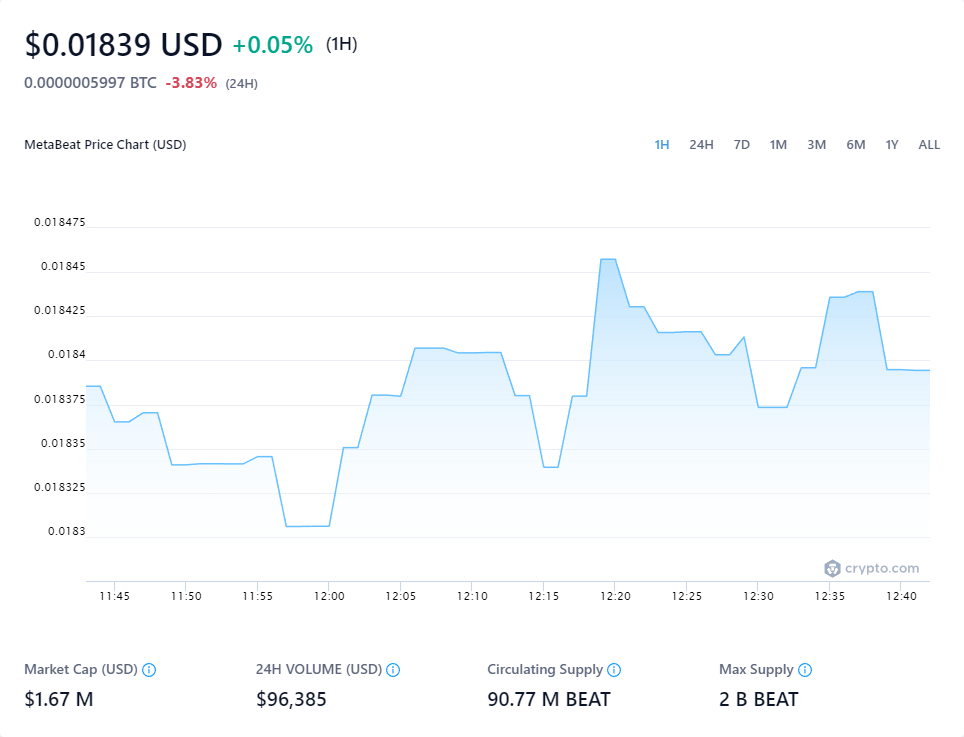 $0.01839 USD +0.05% (1H)
0.0000005997 BTC -3.83% (24H)
MetaBeat Price Chart (USD) 1H 24H 7D 1M 3M 6M 1Y ALL
0.018475
0.01845
0.018425
0.0184
0.018375
0.01835
0.018325
0.0183
crypto.com
11:45 11:50 11:55 12:00 12:05 12:10 12:15 12:20 12:25 12:30 12:35 12:40
Market Cap (USD) 24H VOLUME (USD) Circulating Supply Max Supply
$1.67 M $96,385 90.77 M BEAT 2 B BEAT